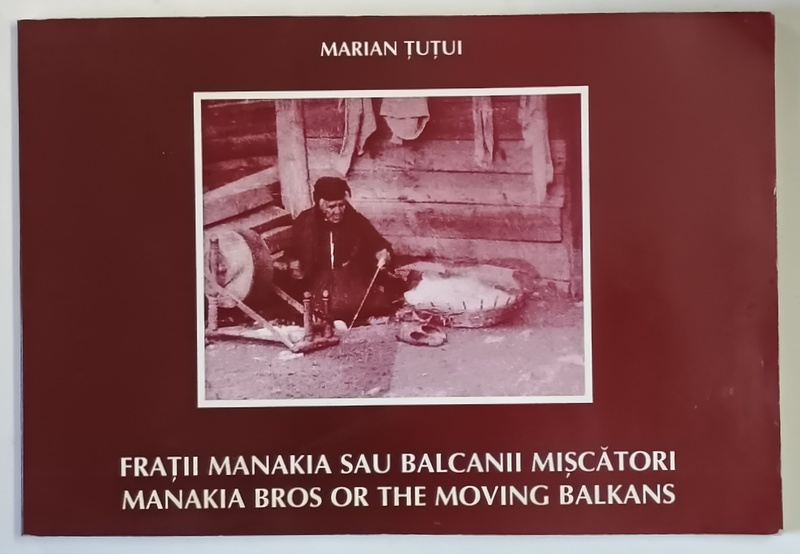 MARIAN ȚUȚUI
FRAȚII MANAKIA SAU BALCANII MIȘCĂTORI
MANAKIA BROS OR THE MOVING BALKANS